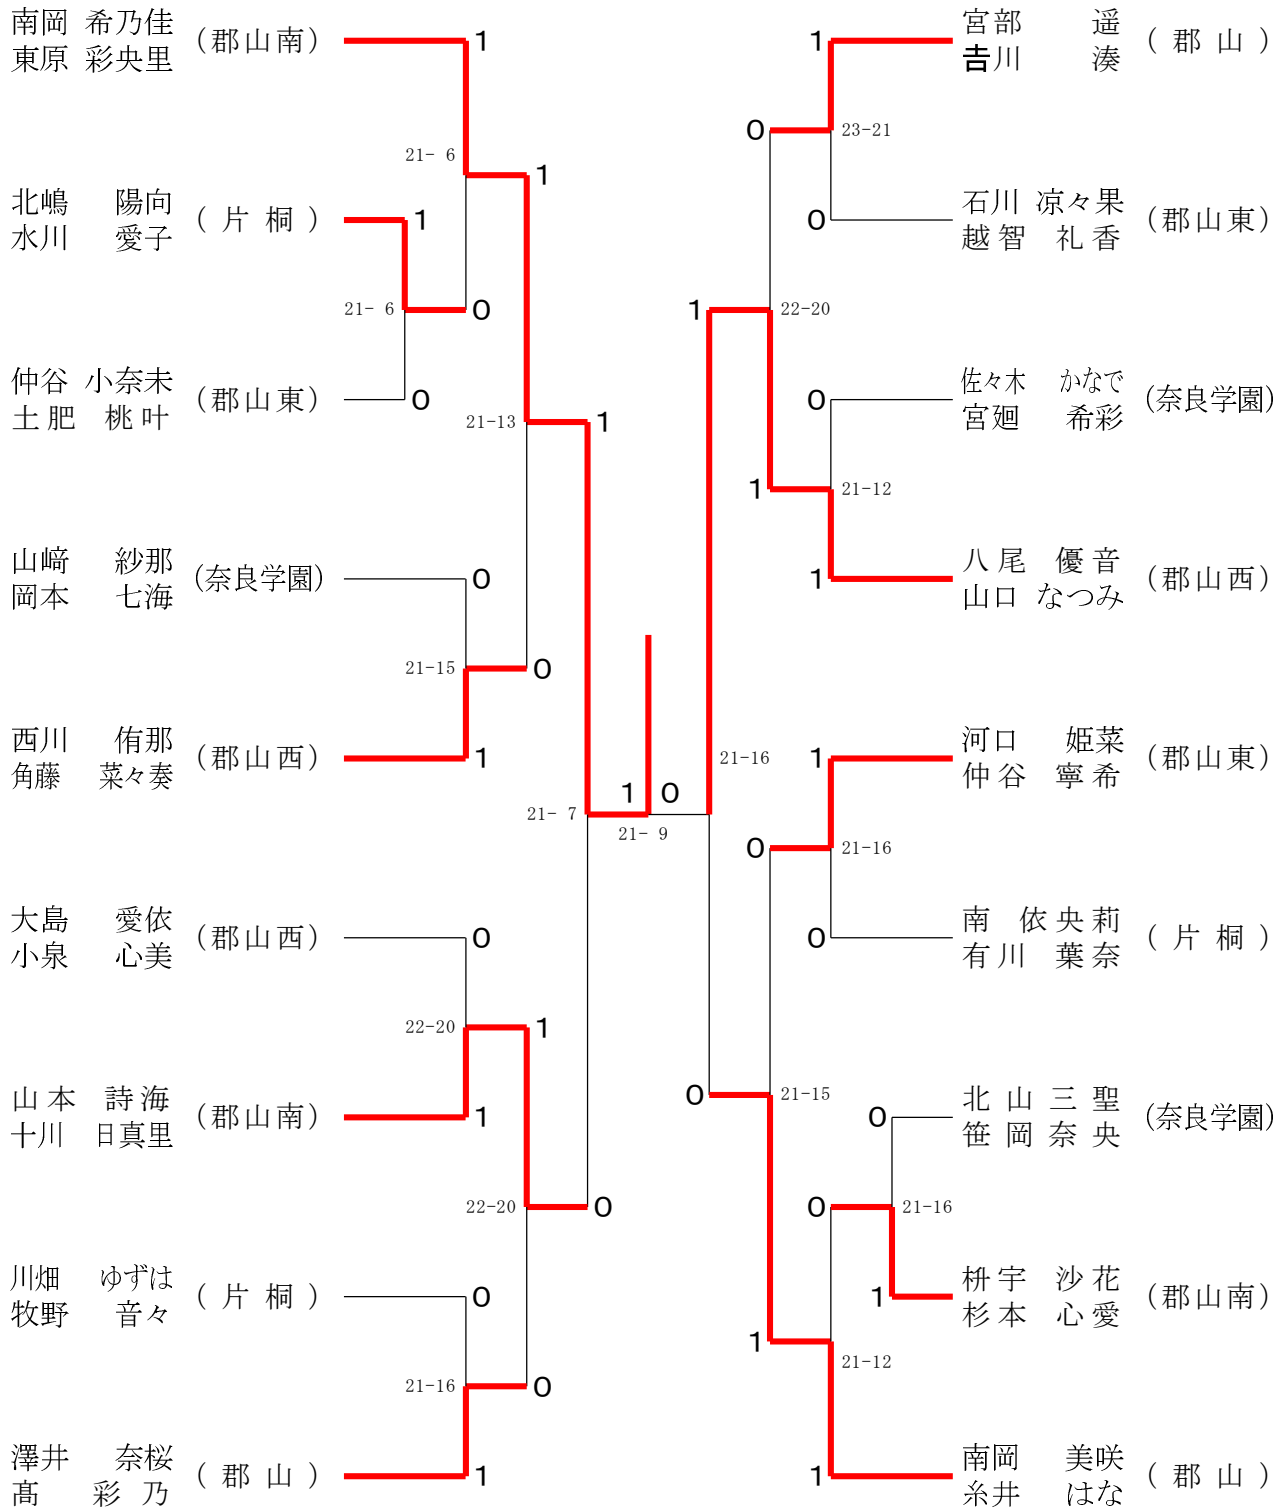 南岡 希乃佳
東原 彩央里
(郡山南)
1
21- 6
1
北嶋 陽向
水川 愛子
(片桐)
1
21- 6
0
仲谷 小奈未
土肥 桃叶
(郡山東)
0
21-13
1
山﨑 紗那
岡本 七海
(奈良学園)
0
21-15
0
西川 侑那
角藤 菜々奏
(郡山西)
1
21- 7
1
0
21- 9
大島 愛依
小泉 心美
(郡山西)
0
22-20
1
山本 詩海
十川 日真里
(郡山南)
1
22-20
0
川畑 ゆずは
牧野 音々
(片桐)
0
21-16
0
澤井 奈桜
髙 彩乃
(郡山)
1
宮部 遥
𠮷川 湊
(郡山)
1
0
23-21
石川 凉々果
越智 礼香
(郡山東)
0
1
22-20
佐々木 かなで
宮廻 希彩
(奈良学園)
0
1
21-12
八尾 優音
山口 なつみ
(郡山西)
1
21-16
河口 姫菜
仲谷 寧希
(郡山東)
1
0
21-16
南 依央莉
有川 葉奈
(片桐)
0
0
21-15
北山三聖
笹岡奈央
(奈良学園)
0
0
21-16
枡宇 沙花
杉本 心愛
(郡山南)
1
1
21-12
南岡 美咲
糸井 はな
(郡山)
1